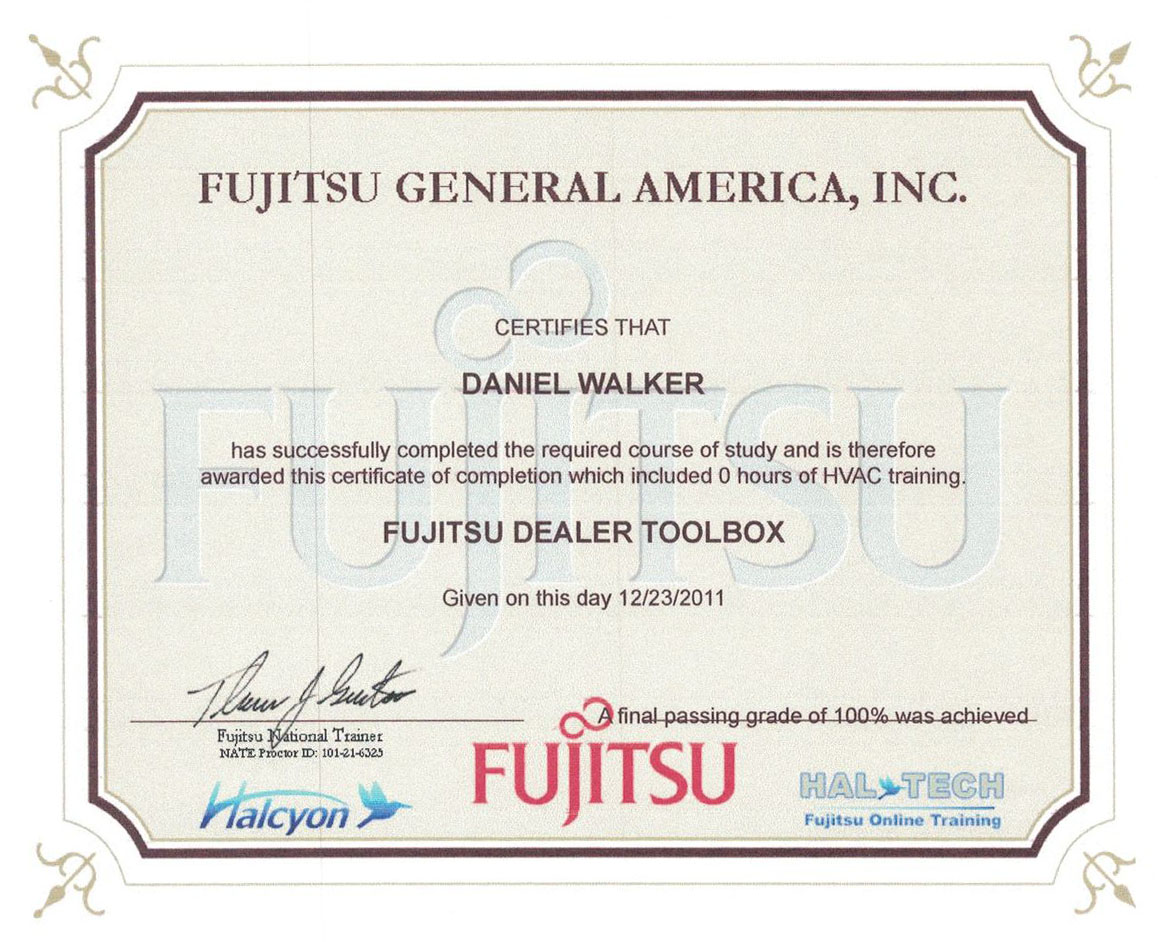 FUJITSU GENERAL AMERICA, INC.
CERTIFIES THAT
DANIEL WALKER
has successfully completed the required course of study and is therefore
awarded this certificate of completion which included 0 hours of HVAC training.
FUJITSU DEALER TOOLBOX
Given on this day 12/23/2011
A final passing grade of 100% was achieved
Fujitsu National Trainer
NATE Proctor ID: 101-21-6323
Halcyon
FUJITSU
HAL TECH
Fujitsu Online Training
FUJITSU